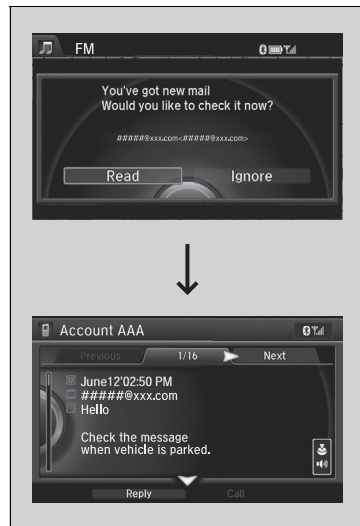 FM
You've got new mail
Would you like to check it now?
#####@xxx.com<#####@xxx.com>
Read Ignore
Account AAA
Previous 1/16 Next
June12'02:50 PM
#####@xxx.com
Hello
Check the message
when vehicle is parked.
Reply Call